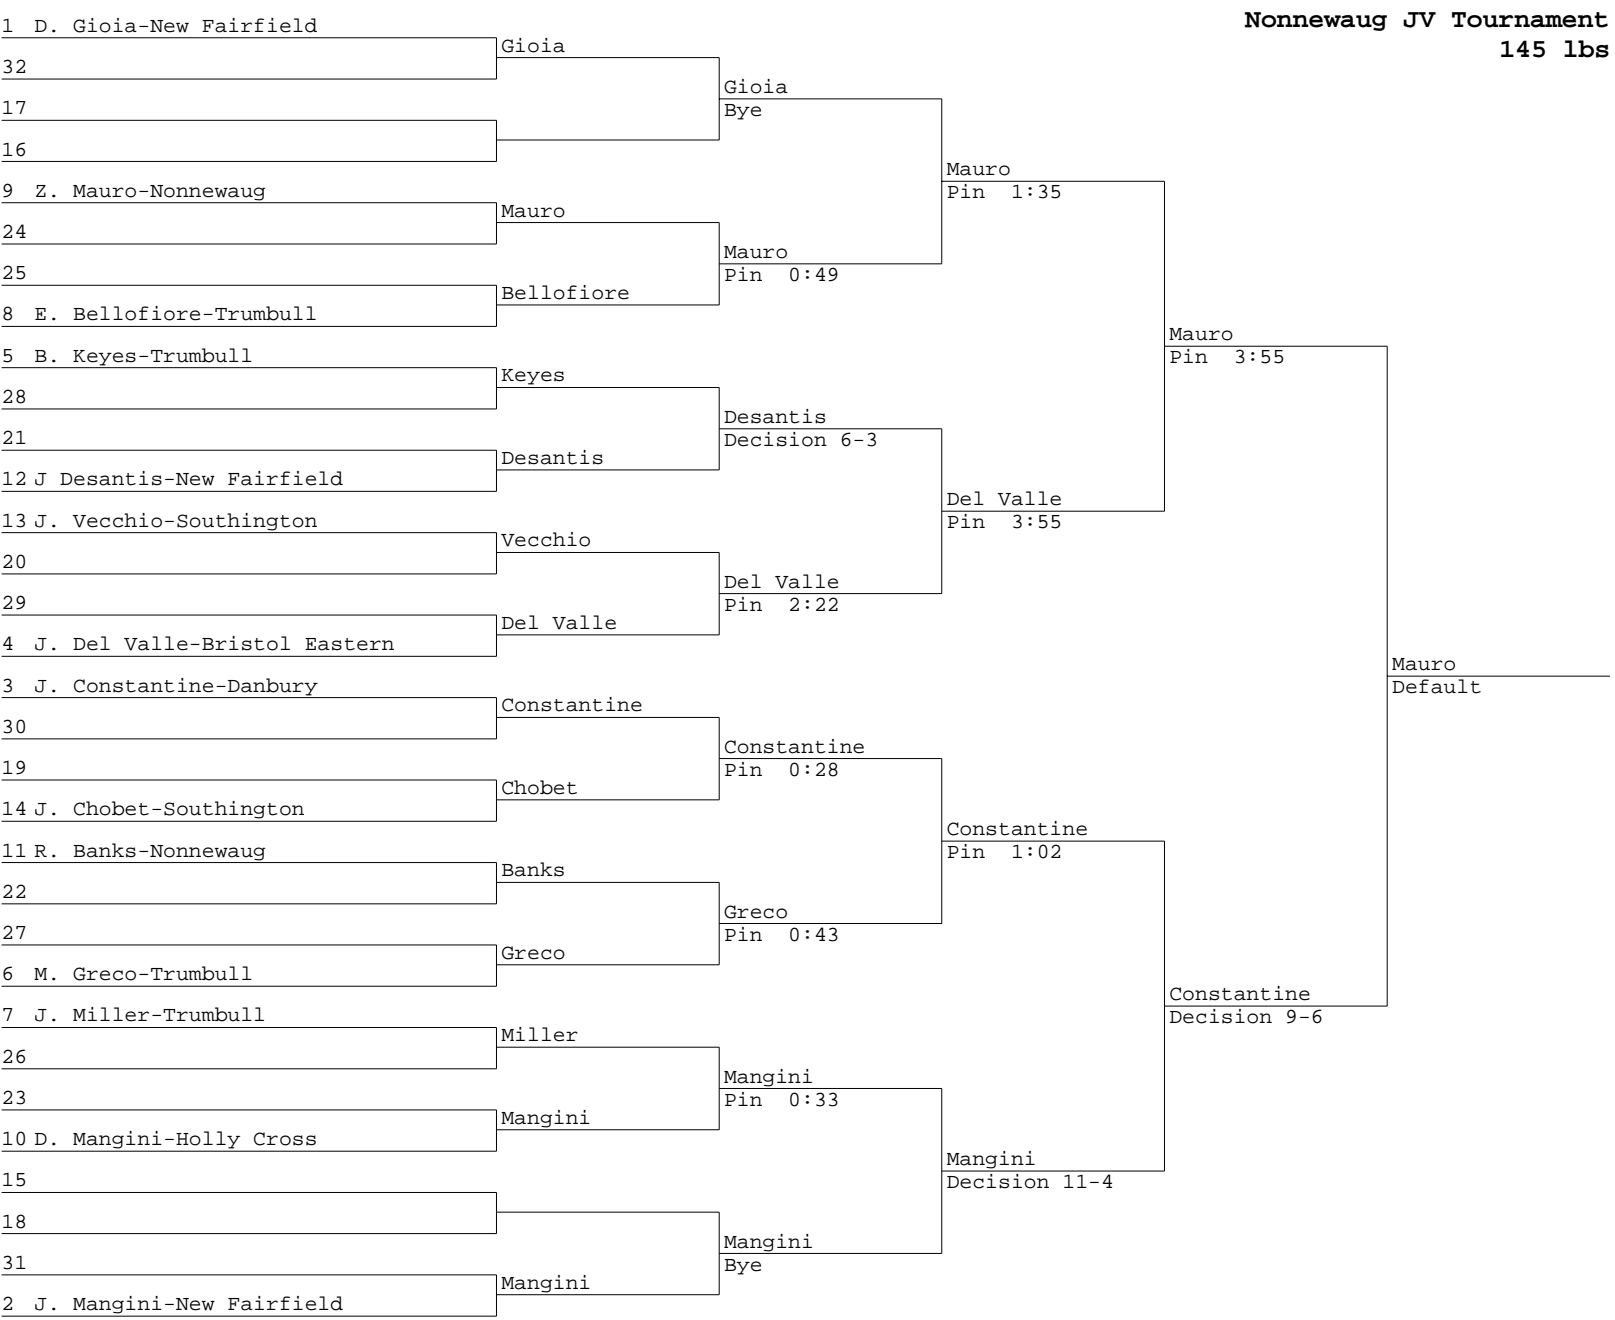 Nonnewaug JV Tournament
145 lbs
1 D. Gioia-New Fairfield
32
17
16
9 Z. Mauro-Nonnewaug
24
25
8 E. Bellofiore-Trumbull
5 B. Keyes-Trumbull
28
21
12 J Desantis-New Fairfield
13 J. Vecchio-Southington
20
29
4 J. Del Valle-Bristol Eastern
3 J. Constantine-Danbury
30
19
14 J. Chobet-Southington
11 R. Banks-Nonnewaug
22
27
6 M. Greco-Trumbull
7 J. Miller-Trumbull
26
23
10 D. Mangini-Holly Cross
15
18
31
2 J. Mangini-New Fairfield
Gioia
Mauro
Bellofiore
Keyes
Desantis
Vecchio
Del Valle
Constantine
Chobet
Banks
Greco
Miller
Mangini
Mangini
Gioia
Bye
Mauro
Pin 0:49
Desantis
Decision 6-3
Del Valle
Pin 2:22
Constantine
Pin 0:28
Greco
Pin 0:43
Mangini
Pin 0:33
Mangini
Bye
Mauro
Pin 1:35
Del Valle
Pin 3:55
Constantine
Pin 1:02
Mangini
Decision 11-4
Mauro
Pin 3:55
Constantine
Decision 9-6
Mauro
Default